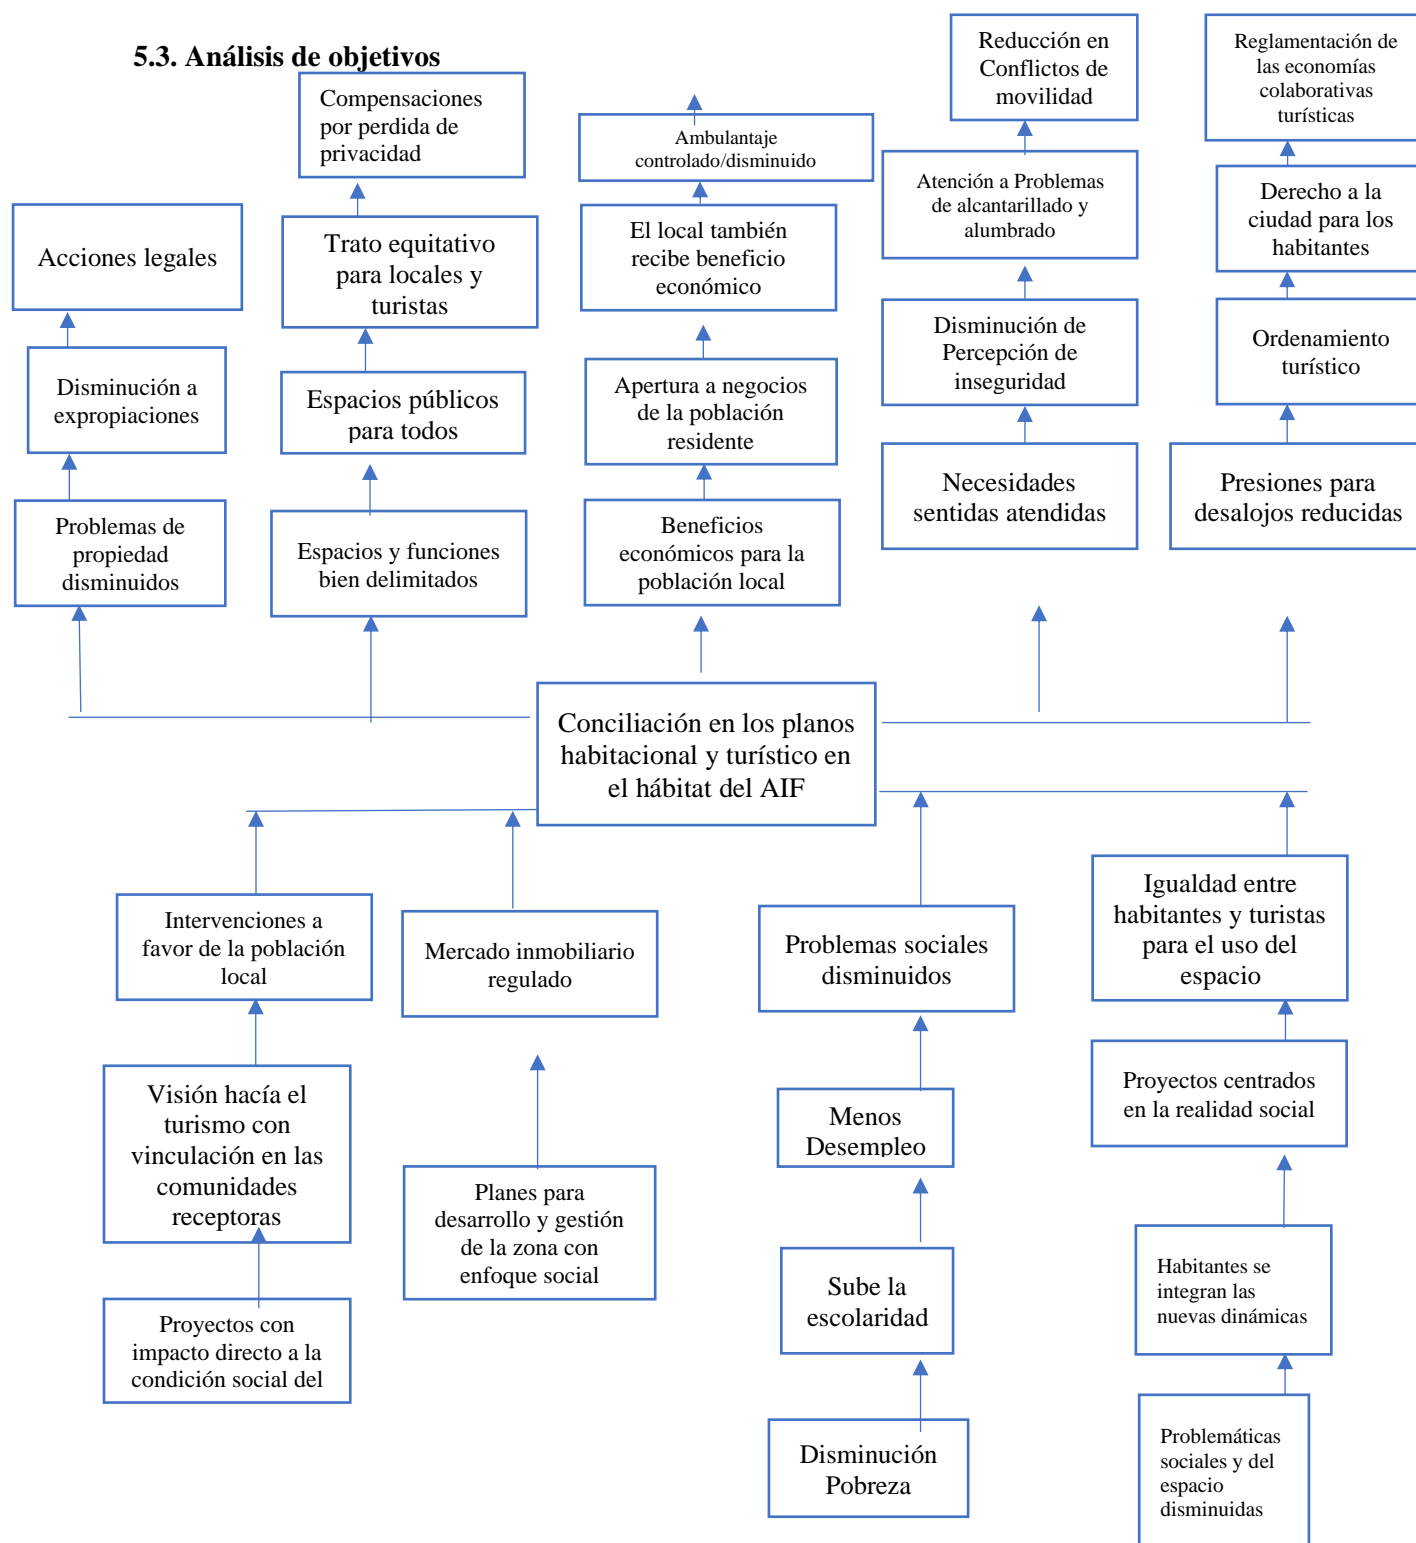 5.3. Análisis de objetivos
Compensaciones
por perdida de
privacidad
Ambulantaje
controlado/disminuido
Reducción en
Conflictos de
movilidad
Reglamentación de
las economías
colaborativas
turísticas
Acciones legales
Trato equitativo
para locales y
turistas
El local también
recibe beneficio
económico
Atención a Problemas
de alcantarillado y
alumbrado
Derecho a la
ciudad para los
habitantes
Disminución a
expropiaciones
Espacios públicos
para todos
Apertura a negocios
de la población
residente
Disminución de
Percepción de
inseguridad
Ordenamiento
turístico
Problemas de
propiedad
disminuidos
Espacios y funciones
bien delimitados
Beneficios
económicos para la
población local
Necesidades
sentidas atendidas
Presiones para
desalojos reducidas
Conciliación en los planos
habitacional y turístico en
el hábitat del AIF
Intervenciones a
favor de la población
local
Mercado inmobiliario
regulado
Problemas sociales
disminuidos
Igualdad entre
habitantes y turistas
para el uso del
espacio
Visión hacía el
turismo con
vinculación en las
comunidades
receptoras
Planes para
desarrollo y gestión
de la zona con
enfoque social
Menos
Desempleo
Proyectos centrados
en la realidad social
Proyectos con
impacto directo a la
condición social del
Sube la
escolaridad
Habitantes se
integran las
nuevas dinámicas
Disminución
Pobreza
Problemáticas
sociales y del
espacio
disminuidas